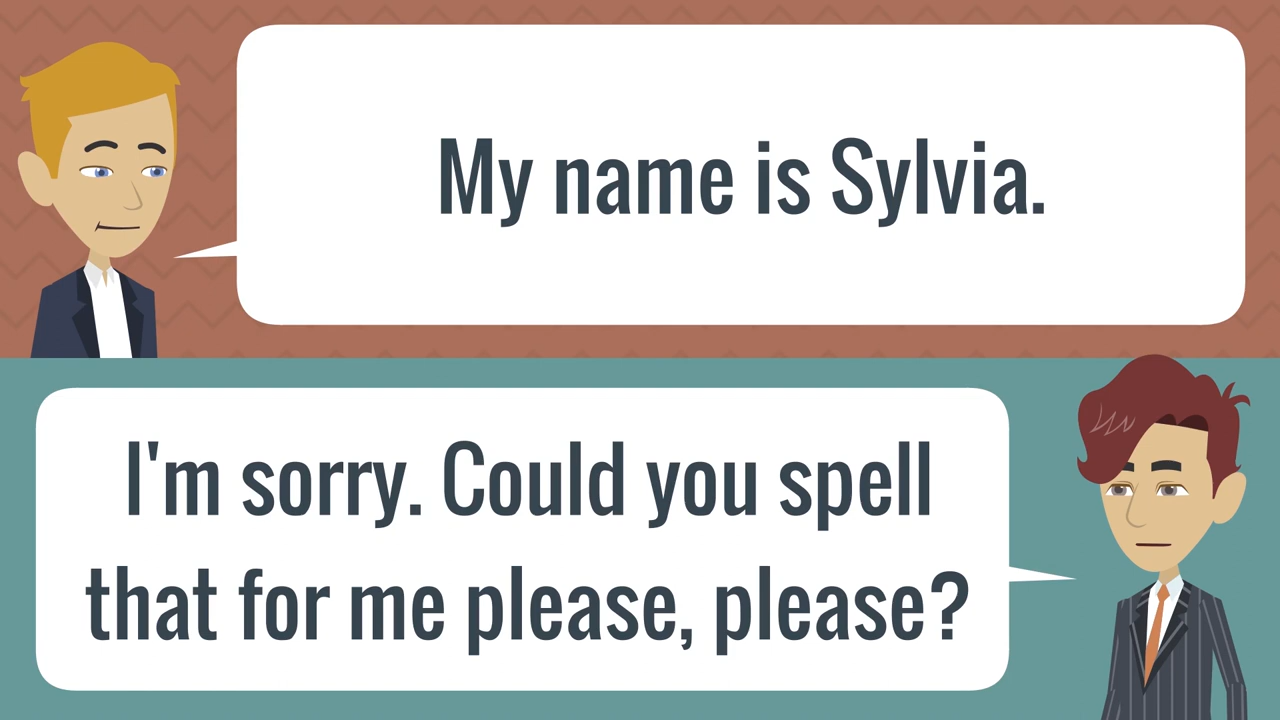 My name is Sylvia.
I'm sorry. Could you spell
that for me please, please?